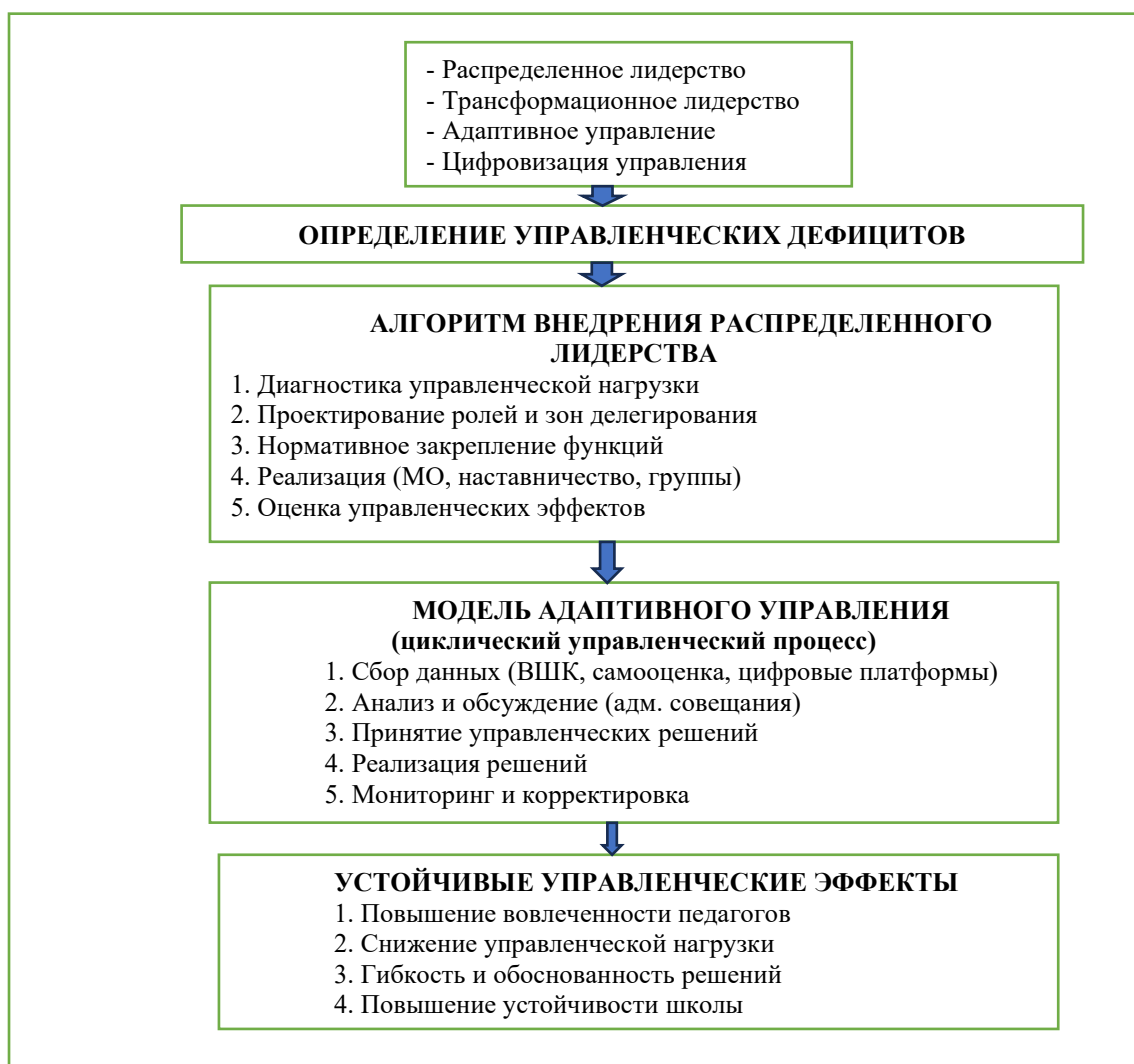 - Распределенное лидерство
- Трансформационное лидерство
- Адаптивное управление
- Цифровизация управления
ОПРЕДЕЛЕНИЕ УПРАВЛЕНЧЕСКИХ ДЕФИЦИТОВ
АЛГОРИТМ ВНЕДРЕНИЯ РАСПРЕДЕЛЕННОГО
ЛИДЕРСТВА
1. Диагностика управленческой нагрузки
2. Проектирование ролей и зон делегирования
3. Нормативное закрепление функций
4. Реализация (МО, наставничество, группы)
5. Оценка управленческих эффектов
МОДЕЛЬ АДАПТИВНОГО УПРАВЛЕНИЯ
(циклический управленческий процесс)
1. Сбор данных (ВШК, самооценка, цифровые платформы)
2. Анализ и обсуждение (адм. совещания)
3. Принятие управленческих решений
4. Реализация решений
5. Мониторинг и корректировка
УСТОЙЧИВЫЕ УПРАВЛЕНЧЕСКИЕ ЭФФЕКТЫ
1. Повышение вовлеченности педагогов
2. Снижение управленческой нагрузки
3. Гибкость и обоснованность решений
4. Повышение устойчивости школы